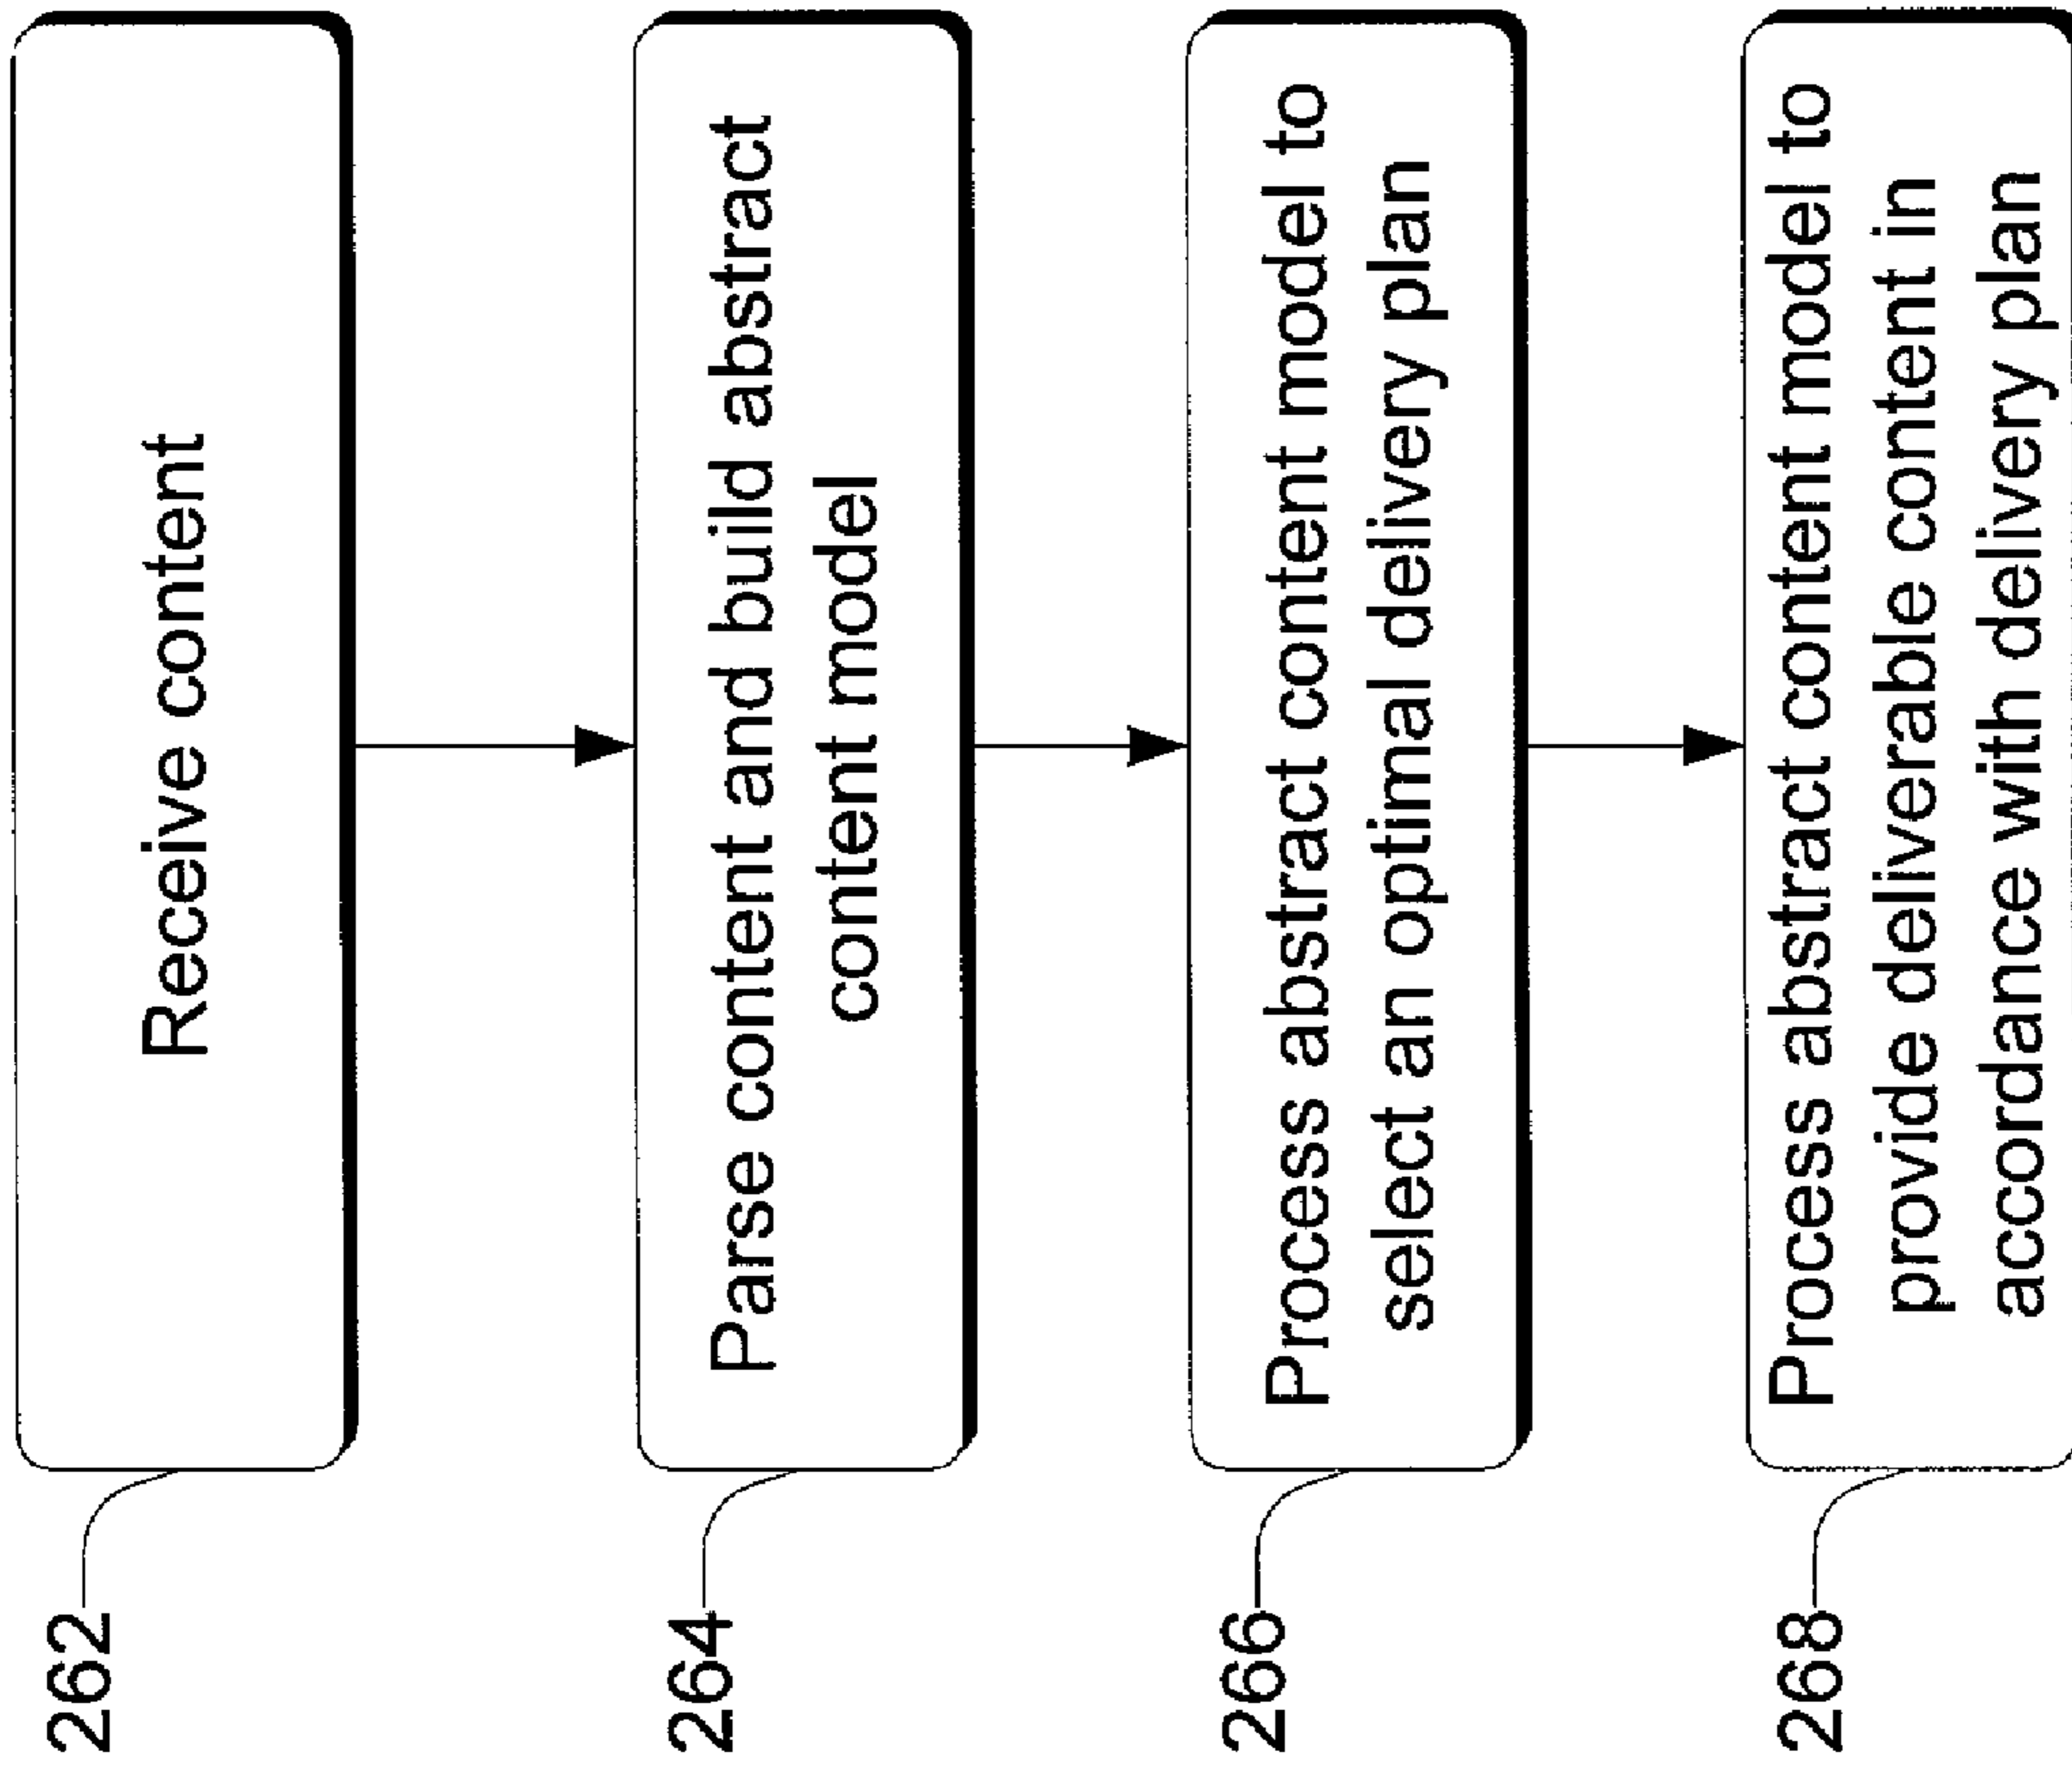 262
Receive content
264
Parse content and build abstract
content model
266
Process abstract content model to
select an optimal delivery plan
268
Process abstract content model to
provide deliverable content in
accordance with delivery plan